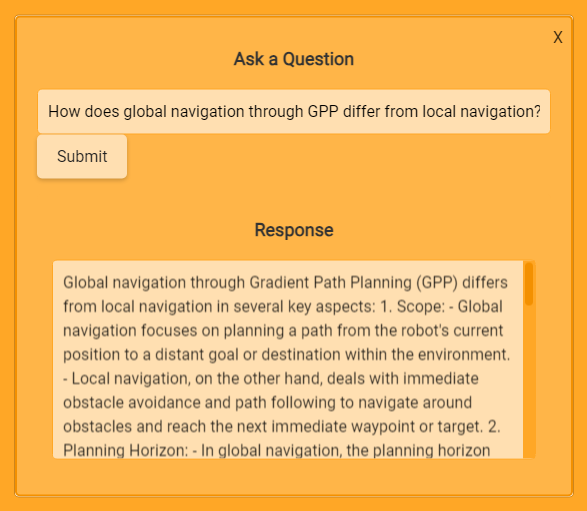 X
Ask a Question
How does global navigation through GPP differ from local navigation?
Submit
Response
Global navigation through Gradient Path Planning (GPP) differs
from local navigation in several key aspects: 1. Scope: - Global
navigation focuses on planning a path from the robot's current
position to a distant goal or destination within the environment.
- Local navigation, on the other hand, deals with immediate
obstacle avoidance and path following to navigate around
obstacles and reach the next immediate waypoint or target. 2.
Planning Horizon: - In global navigation, the planning horizon